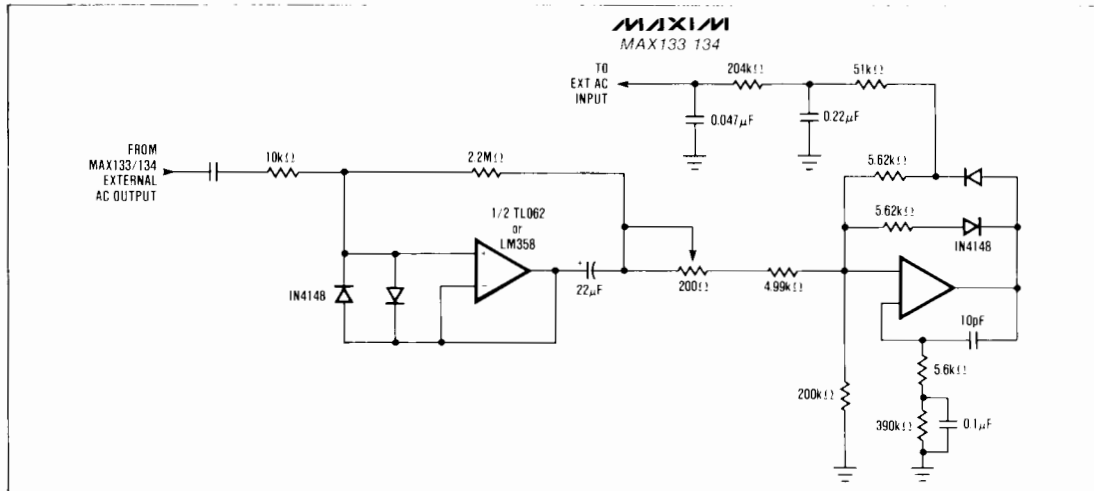 MAXIM
MAX133 134
TO
EXT AC
INPUT
204kΩ
51kΩ
0.047μF
0.22μF
FROM
MAX133/134
EXTERNAL
AC OUTPUT
10kΩ
2.2MΩ
5.62kΩ
5.62kΩ
1/2 TL062
or
LM358
+
−
IN4148
IN4148
+
22μF
200Ω
4.99kΩ
10pF
5.6kΩ
200kΩ
390kΩ
0.1μF